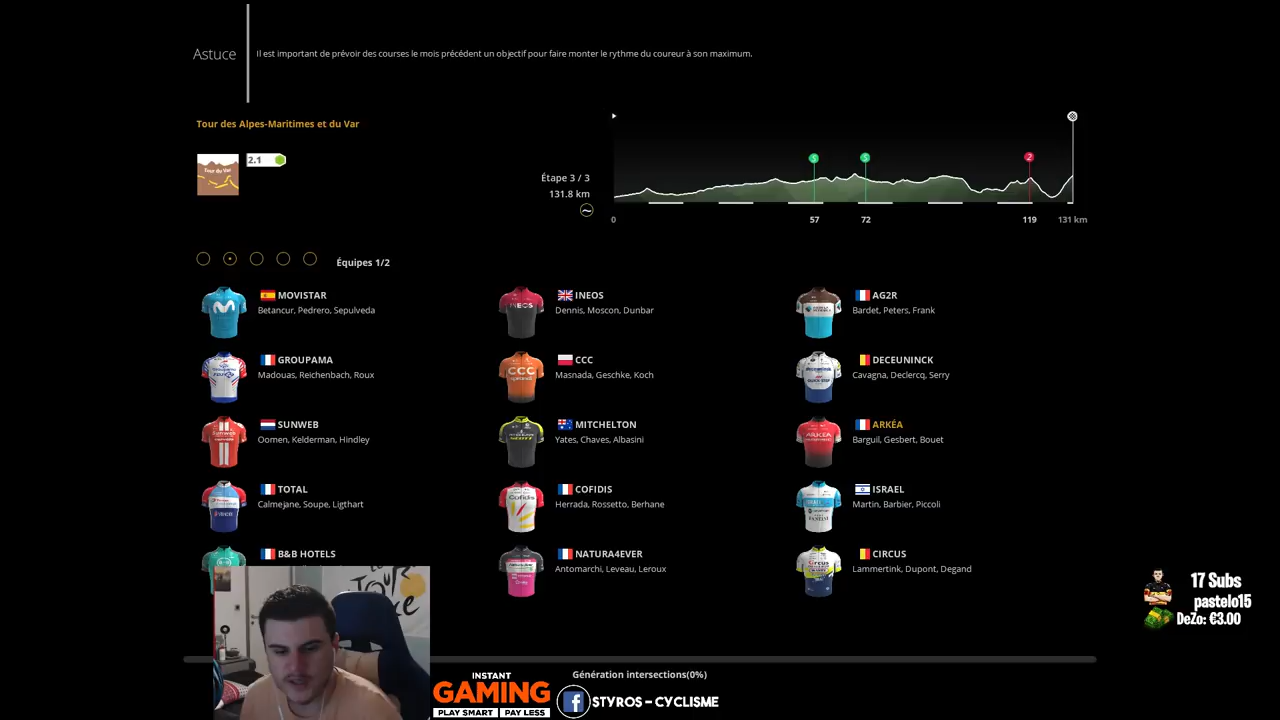 Astuce
Il est important de prévoir des courses le mois précédent un objectif pour faire monter le rythme du coureur à son maximum.
Tour des Alpes-Maritimes et du Var
Tour du Var
2.1
Étape 3 / 3
131.8 km
S
S
2
0
57
72
119
131 km
Équipes 1/2
MOVISTAR
Betancur, Pedrero, Sepulveda
INEOS
Dennis, Moscon, Dunbar
AG2R
Bardet, Peters, Frank
GROUPAMA
Madouas, Reichenbach, Roux
CCC
Masnada, Geschke, Koch
DECEUNINCK
Cavagna, Declercq, Serry
SUNWEB
Oomen, Kelderman, Hindley
MITCHELTON
Yates, Chaves, Albasini
ARKÉA
Barguil, Gesbert, Bouet
TOTAL
Calmejane, Soupe, Ligthart
COFIDIS
Herrada, Rossetto, Berhane
ISRAEL
Martin, Barbier, Piccoli
B&B HOTELS
NATURA4EVER
Antomarchi, Leveau, Leroux
CIRCUS
Lammertink, Dupont, Degand
17 Subs
pastelo15
DeZo: €3.00
Génération intersections(0%)
INSTANT
GAMING
PLAY SMART PAY LESS
STYROS - CYCLISME